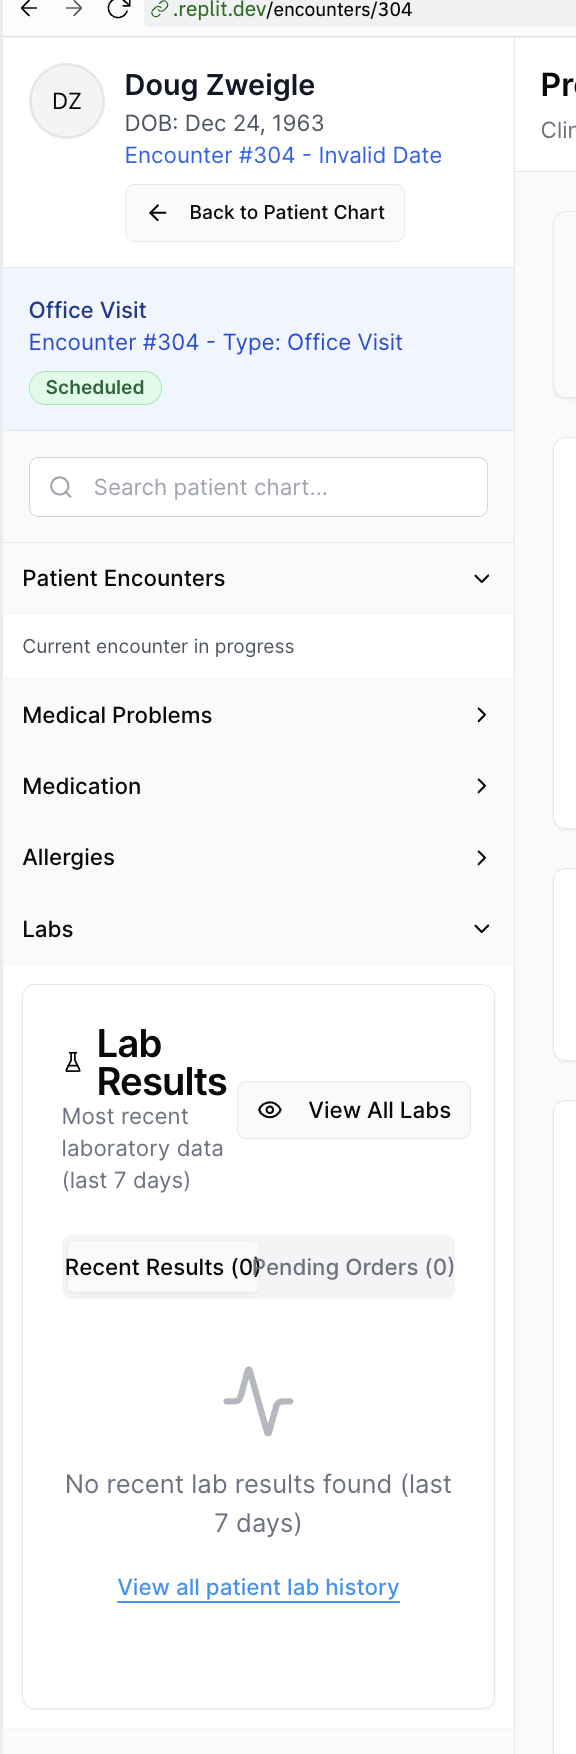 .replit.dev/encounters/304
DZ
Doug Zweigle
DOB: Dec 24, 1963
Encounter #304 - Invalid Date
Back to Patient Chart
Office Visit
Encounter #304 - Type: Office Visit
Scheduled
Search patient chart...
Patient Encounters
Current encounter in progress
Medical Problems
Medication
Allergies
Labs
Lab
Results
Most recent
laboratory data
(last 7 days)
View All Labs
Recent Results (0)
Pending Orders (0)
No recent lab results found (last
7 days)
View all patient lab history